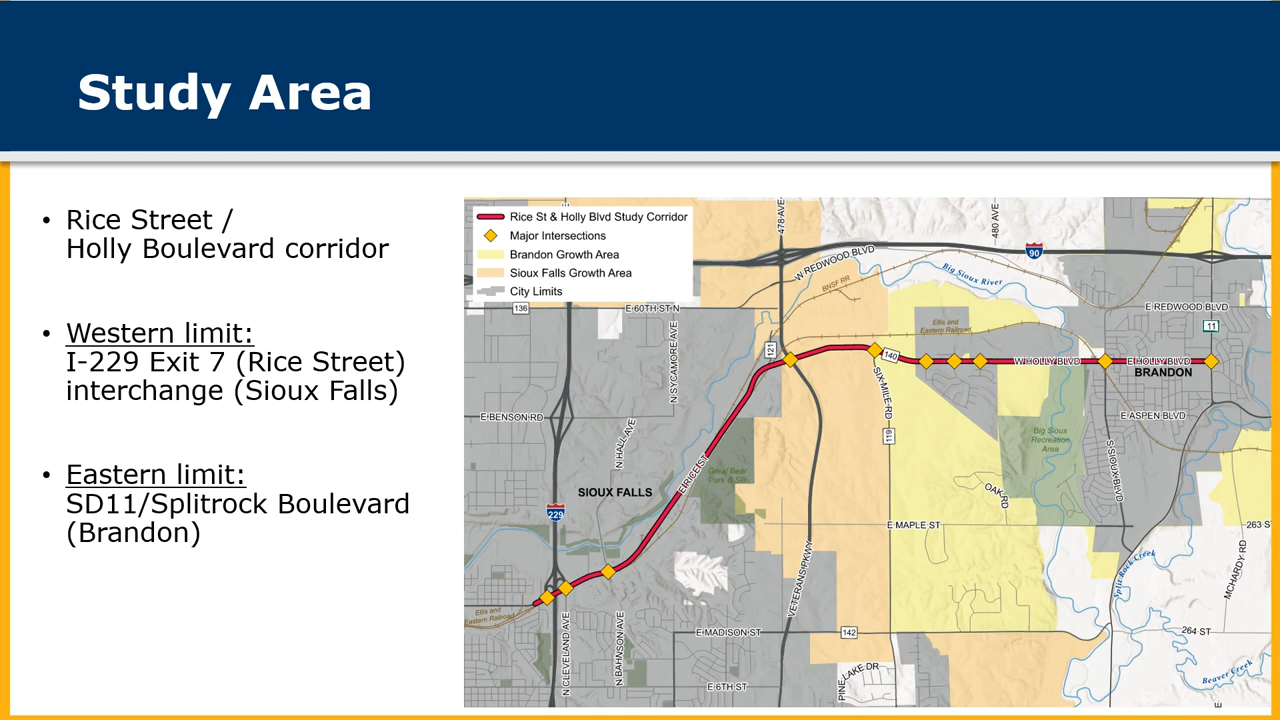 Study Area
• Rice Street /
Holly Boulevard corridor
• Western limit:
I-229 Exit 7 (Rice Street)
interchange (Sioux Falls)
• Eastern limit:
SD11/Splitrock Boulevard
(Brandon)
Rice St & Holly Blvd Study Corridor
Major Intersections
Brandon Growth Area
Sioux Falls Growth Area
City Limits
478 AVE
480 AVE
W REDWOOD BLVD
90
BNSF RR
Big Sioux River
136
E 60TH ST N
E REDWOOD BLVD
11
N SYCAMORE AVE
Ellis and
Eastern Railroad
121
140
W HOLLY BLVD
E HOLLY BLVD
BRANDON
SIX MILE RD
E BENSON RD
E ASPEN BLVD
N HALL AVE
119
Big Sioux
Recreation
Area
S SIOUX BLVD
E RICE ST
Great Bear
Park & Ski
SIOUX FALLS
OAK RD
229
E MAPLE ST
263 S
VETERANS PKWY
Split Rock Creek
MCHARDY RD
Ellis and
Eastern Railroad
N CLEVELAND AVE
N BAHNSON AVE
E MADISON ST
142
264 ST
PINE LAKE DR
Beaver Creek
E 6TH ST
E